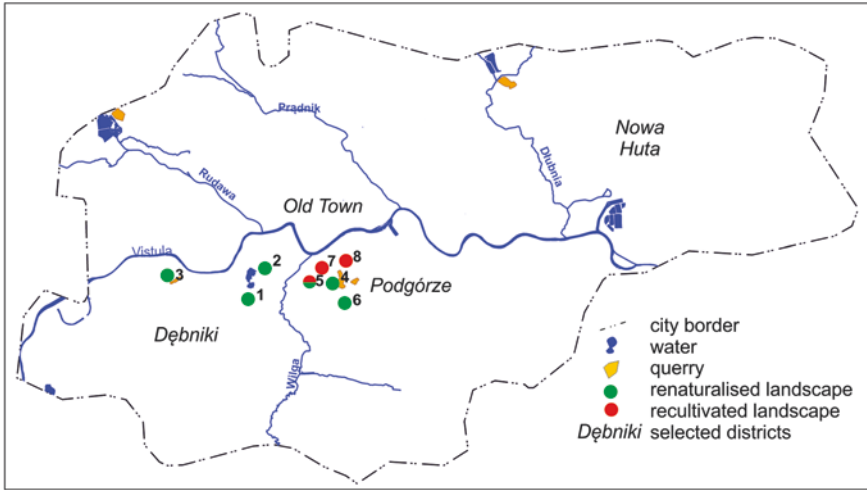 Prądnik
Nowa
Huta
Dłubnia
Rudawa
Old Town
Vistula
2
7
8
3
5
4
Podgórze
1
6
Dębniki
Wilga
city border
water
querry
renaturalised landscape
recultivated landscape
Dębniki selected districts